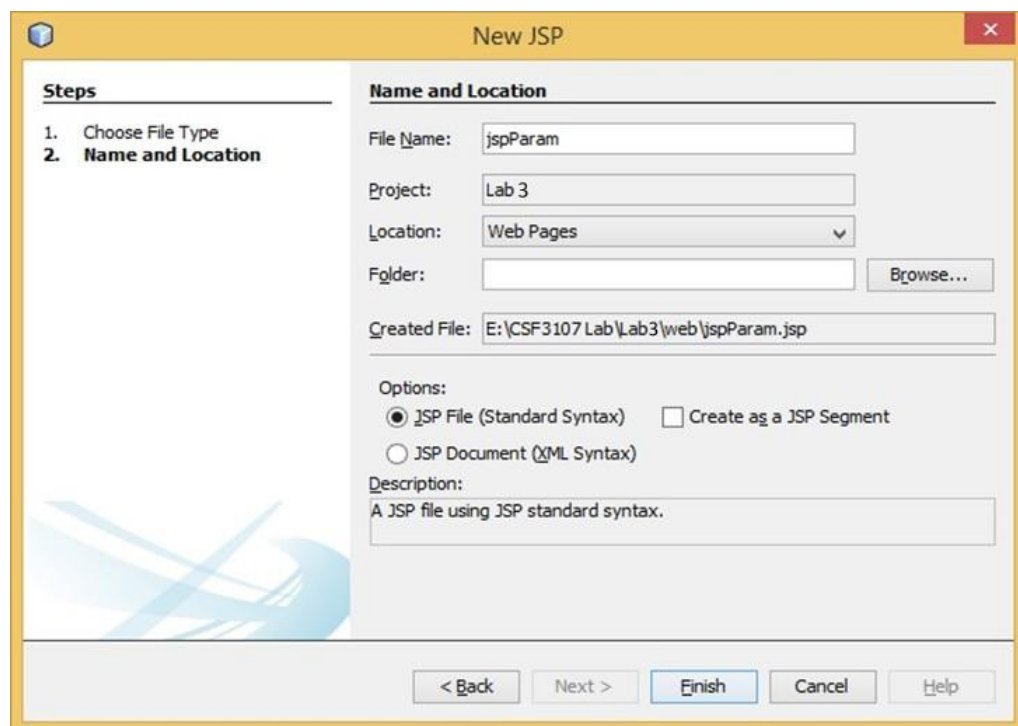 New JSP
Steps
1. Choose File Type
2. Name and Location
Name and Location
File Name: jspParam
Project: Lab 3
Location: Web Pages
Folder: Browse...
Created File: E:\CSF3107 Lab\Lab3\web\jspParam.jsp
Options:
JSP File (Standard Syntax) Create as a JSP Segment
JSP Document (XML Syntax)
Description:
A JSP file using JSP standard syntax.
< Back Next > Finish Cancel Help